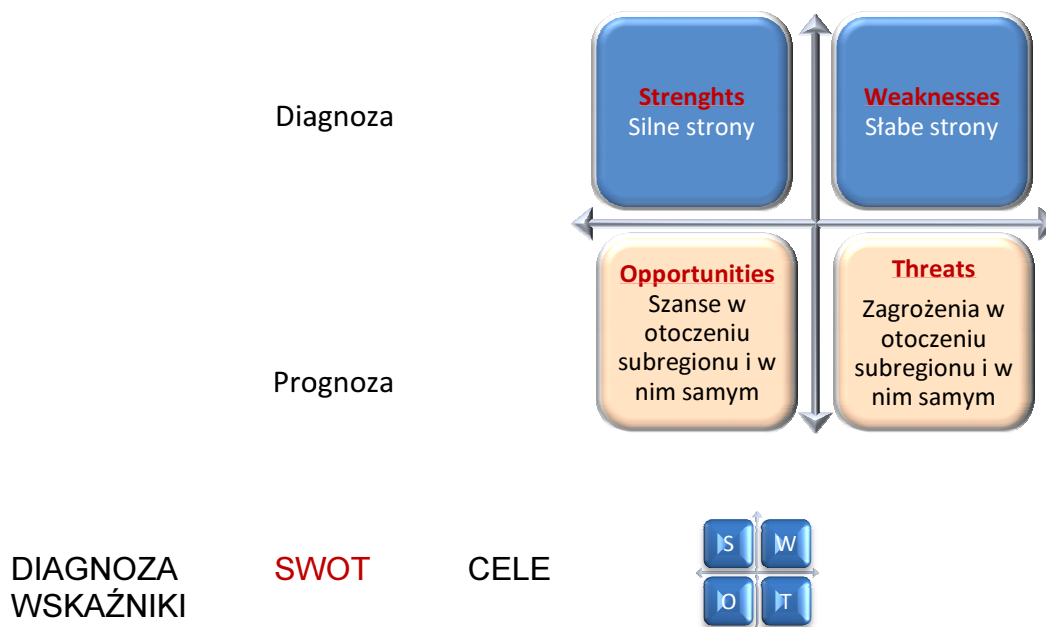 Diagnoza
Strenghts
Silne strony
Weaknesses
Słabe strony
Opportunities
Szanse w
otoczeniu
subregionu i w
nim samym
Threats
Zagrożenia w
otoczeniu
subregionu i w
nim samym
Prognoza
DIAGNOZA
WSKAŹNIKI
SWOT
CELE
S
W
O
T